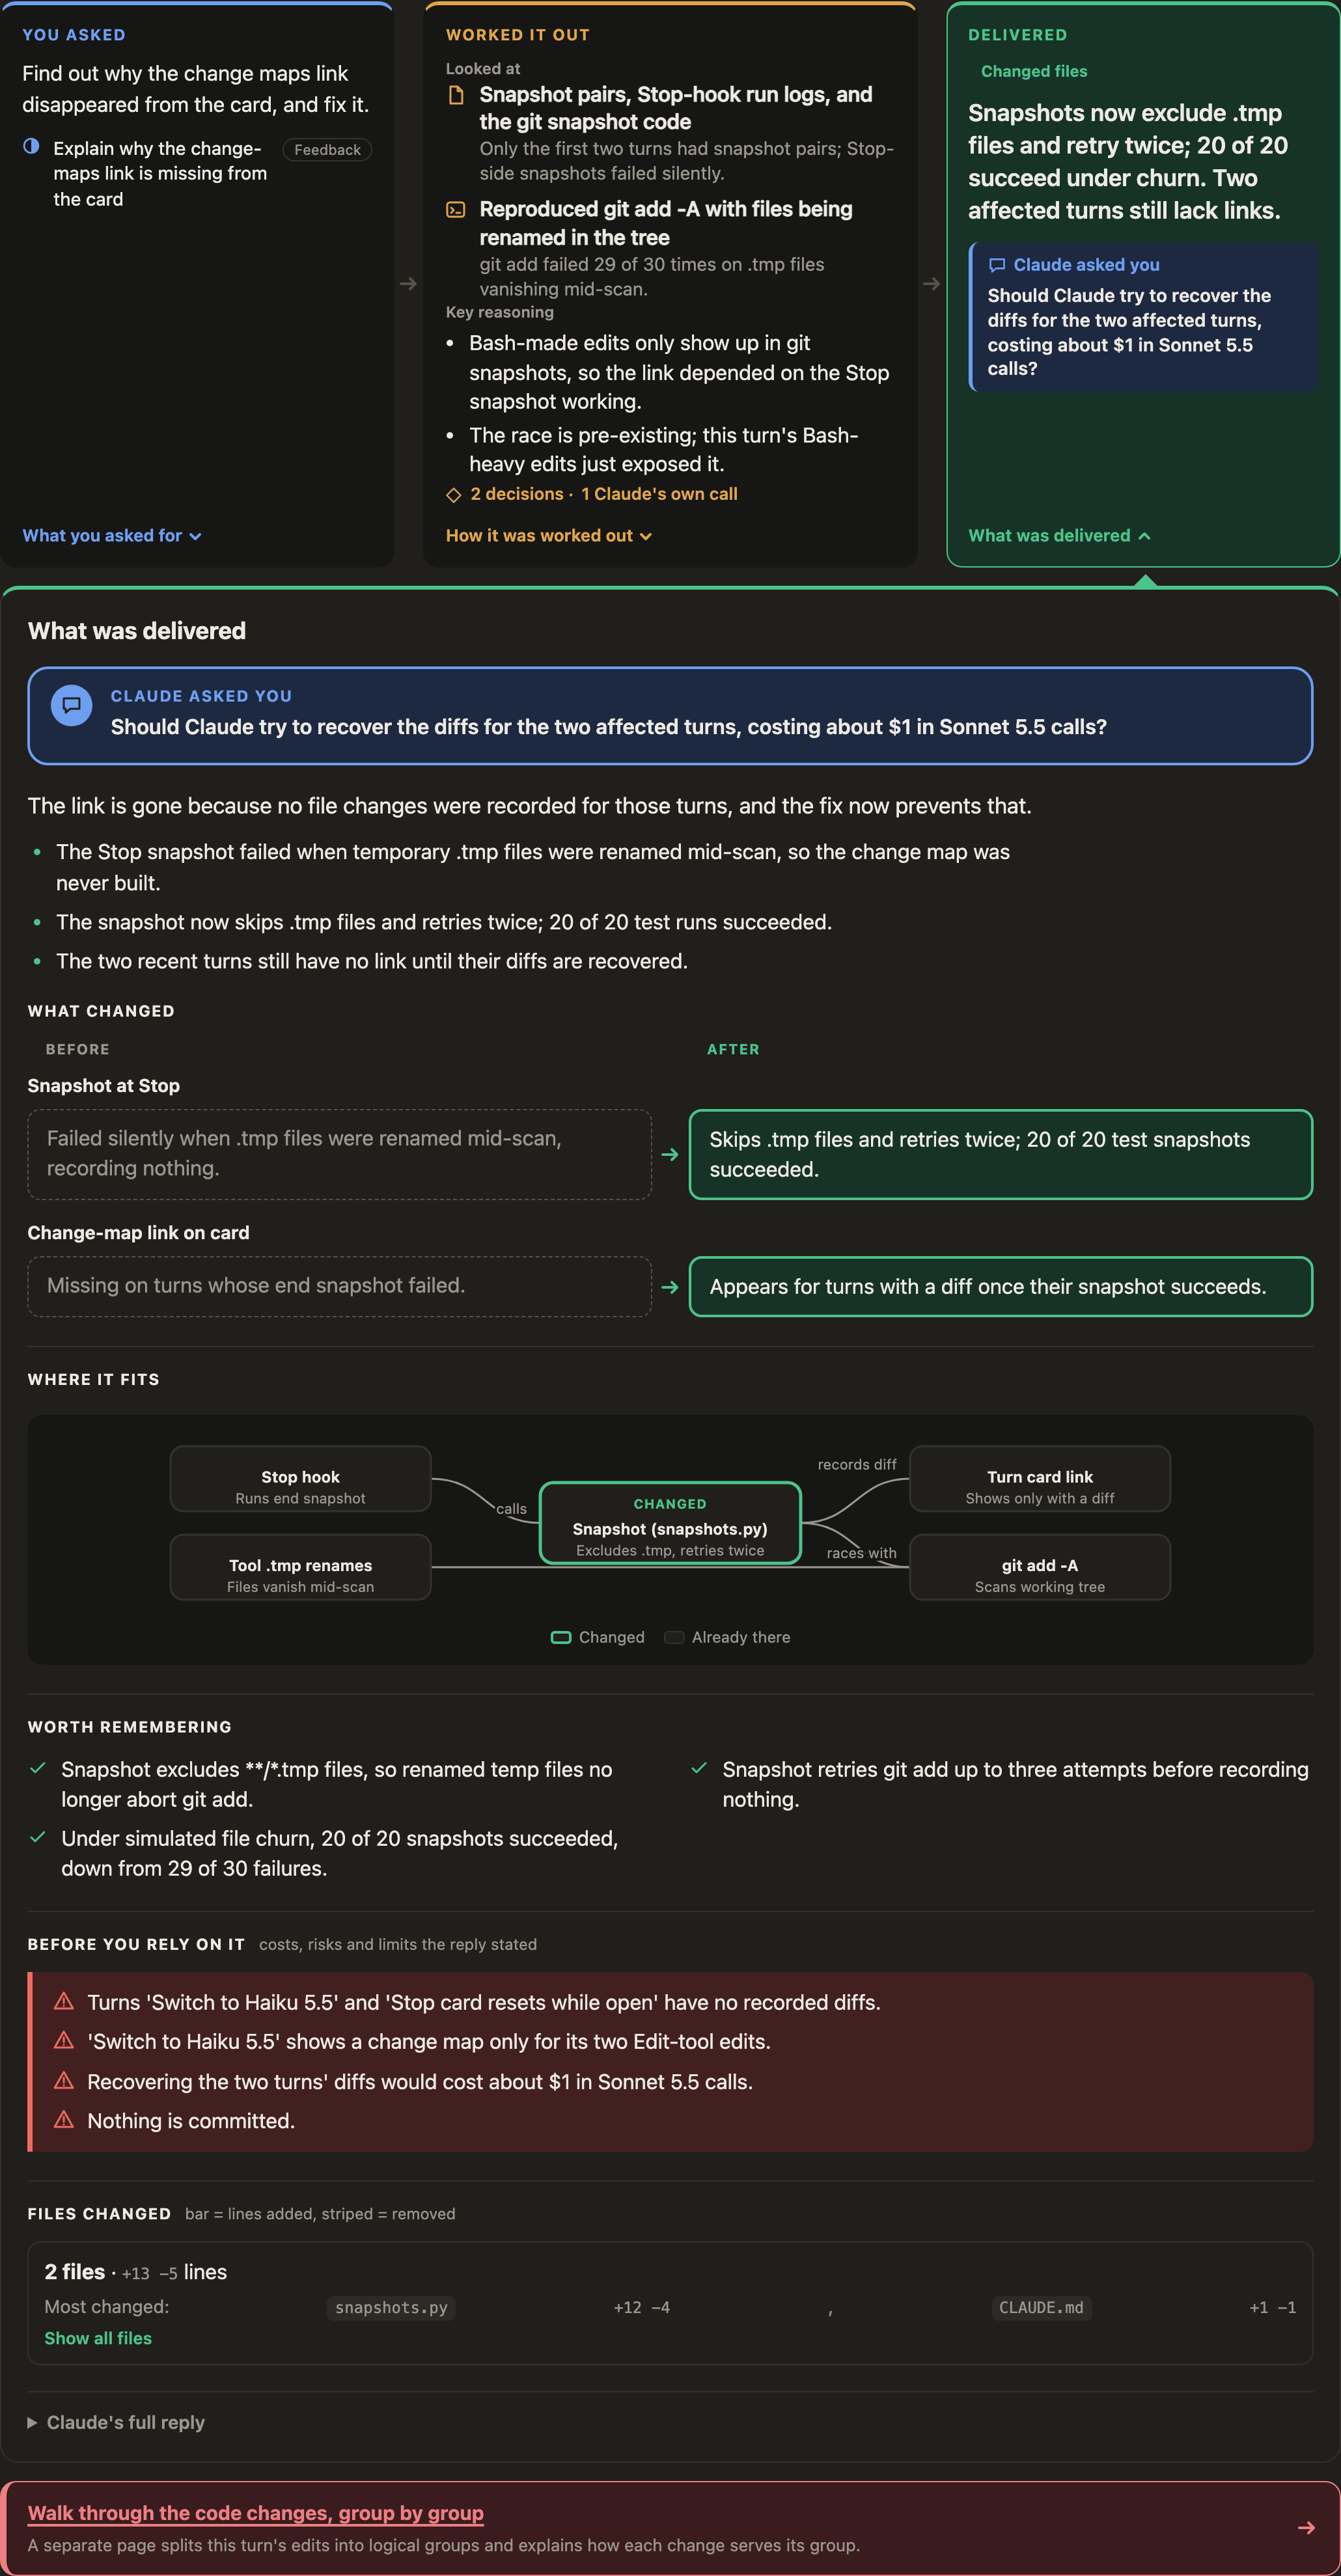 YOU ASKED
Find out why the change maps link
disappeared from the card, and fix it.
Explain why the change-
maps link is missing from
the card
Feedback
What you asked for
WORKED IT OUT
Looked at
Snapshot pairs, Stop-hook run logs, and
the git snapshot code
Only the first two turns had snapshot pairs; Stop-
side snapshots failed silently.
Reproduced git add -A with files being
renamed in the tree
git add failed 29 of 30 times on .tmp files
vanishing mid-scan.
Key reasoning
• Bash-made edits only show up in git
snapshots, so the link depended on the Stop
snapshot working.
• The race is pre-existing; this turn's Bash-
heavy edits just exposed it.
2 decisions · 1 Claude's own call
How it was worked out
DELIVERED
Changed files
Snapshots now exclude .tmp
files and retry twice; 20 of 20
succeed under churn. Two
affected turns still lack links.
Claude asked you
Should Claude try to recover the
diffs for the two affected turns,
costing about $1 in Sonnet 5.5
calls?
What was delivered
What was delivered
CLAUDE ASKED YOU
Should Claude try to recover the diffs for the two affected turns, costing about $1 in Sonnet 5.5 calls?
The link is gone because no file changes were recorded for those turns, and the fix now prevents that.
• The Stop snapshot failed when temporary .tmp files were renamed mid-scan, so the change map was
never built.
• The snapshot now skips .tmp files and retries twice; 20 of 20 test runs succeeded.
• The two recent turns still have no link until their diffs are recovered.
WHAT CHANGED
BEFORE
AFTER
Snapshot at Stop
Failed silently when .tmp files were renamed mid-scan,
recording nothing.
Skips .tmp files and retries twice; 20 of 20 test snapshots
succeeded.
Change-map link on card
Missing on turns whose end snapshot failed.
Appears for turns with a diff once their snapshot succeeds.
WHERE IT FITS
Stop hook
Runs end snapshot
Tool .tmp renames
Files vanish mid-scan
calls
CHANGED
Snapshot (snapshots.py)
Excludes .tmp, retries twice
records diff
races with
Turn card link
Shows only with a diff
git add -A
Scans working tree
Changed
Already there
WORTH REMEMBERING
Snapshot excludes **/*.tmp files, so renamed temp files no
longer abort git add.
Snapshot retries git add up to three attempts before recording
nothing.
Under simulated file churn, 20 of 20 snapshots succeeded,
down from 29 of 30 failures.
BEFORE YOU RELY ON IT costs, risks and limits the reply stated
Turns 'Switch to Haiku 5.5' and 'Stop card resets while open' have no recorded diffs.
'Switch to Haiku 5.5' shows a change map only for its two Edit-tool edits.
Recovering the two turns' diffs would cost about $1 in Sonnet 5.5 calls.
Nothing is committed.
FILES CHANGED bar = lines added, striped = removed
2 files · +13 −5 lines
Most changed: snapshots.py +12 −4 , CLAUDE.md +1 −1
Show all files
Claude's full reply
Walk through the code changes, group by group
A separate page splits this turn's edits into logical groups and explains how each change serves its group.